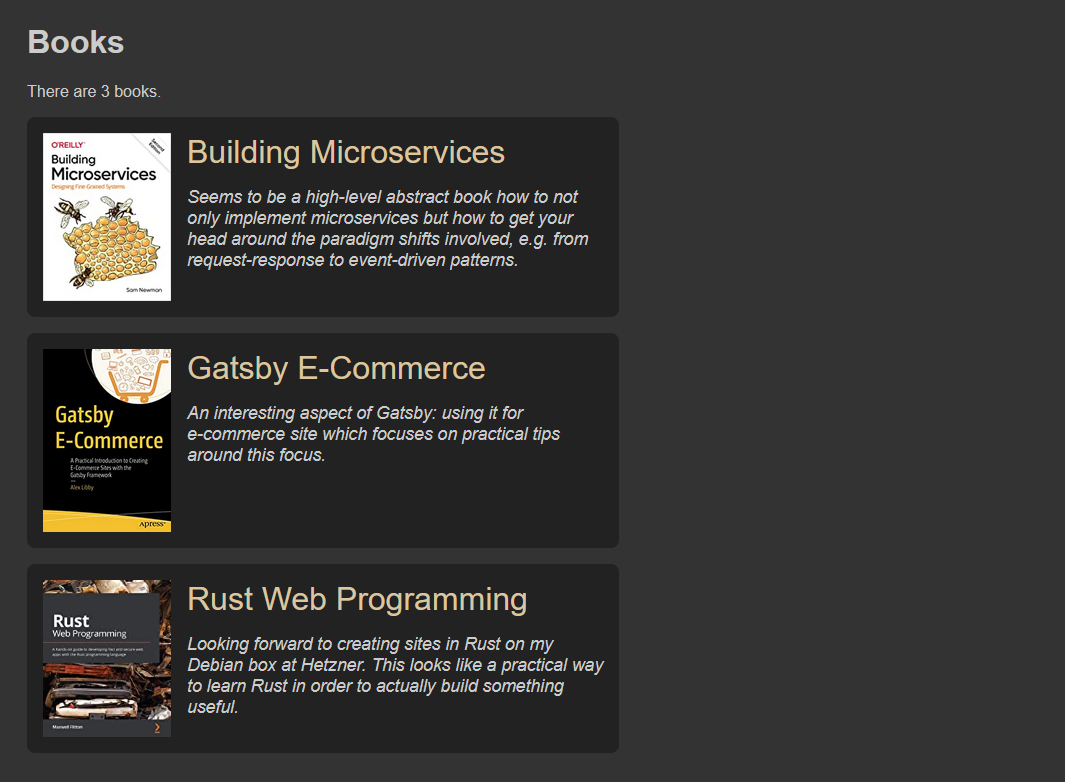 Books
There are 3 books.
O'REILLY
Second
Edition
Building
Microservices
Designing Fine-Grained Systems
Sam Newman
Building Microservices
Seems to be a high-level abstract book how to not
only implement microservices but how to get your
head around the paradigm shifts involved, e.g. from
request-response to event-driven patterns.
Gatsby
E-Commerce
A Practical Introduction to Creating
E-Commerce Sites with the
Gatsby Framework
Alex Libby
Apress
Gatsby E-Commerce
An interesting aspect of Gatsby: using it for
e-commerce site which focuses on practical tips
around this focus.
Rust
Web Programming
A hands-on guide to developing fast and secure web
apps with the Rust programming language
Maxwell Flitton
Rust Web Programming
Looking forward to creating sites in Rust on my
Debian box at Hetzner. This looks like a practical way
to learn Rust in order to actually build something
useful.